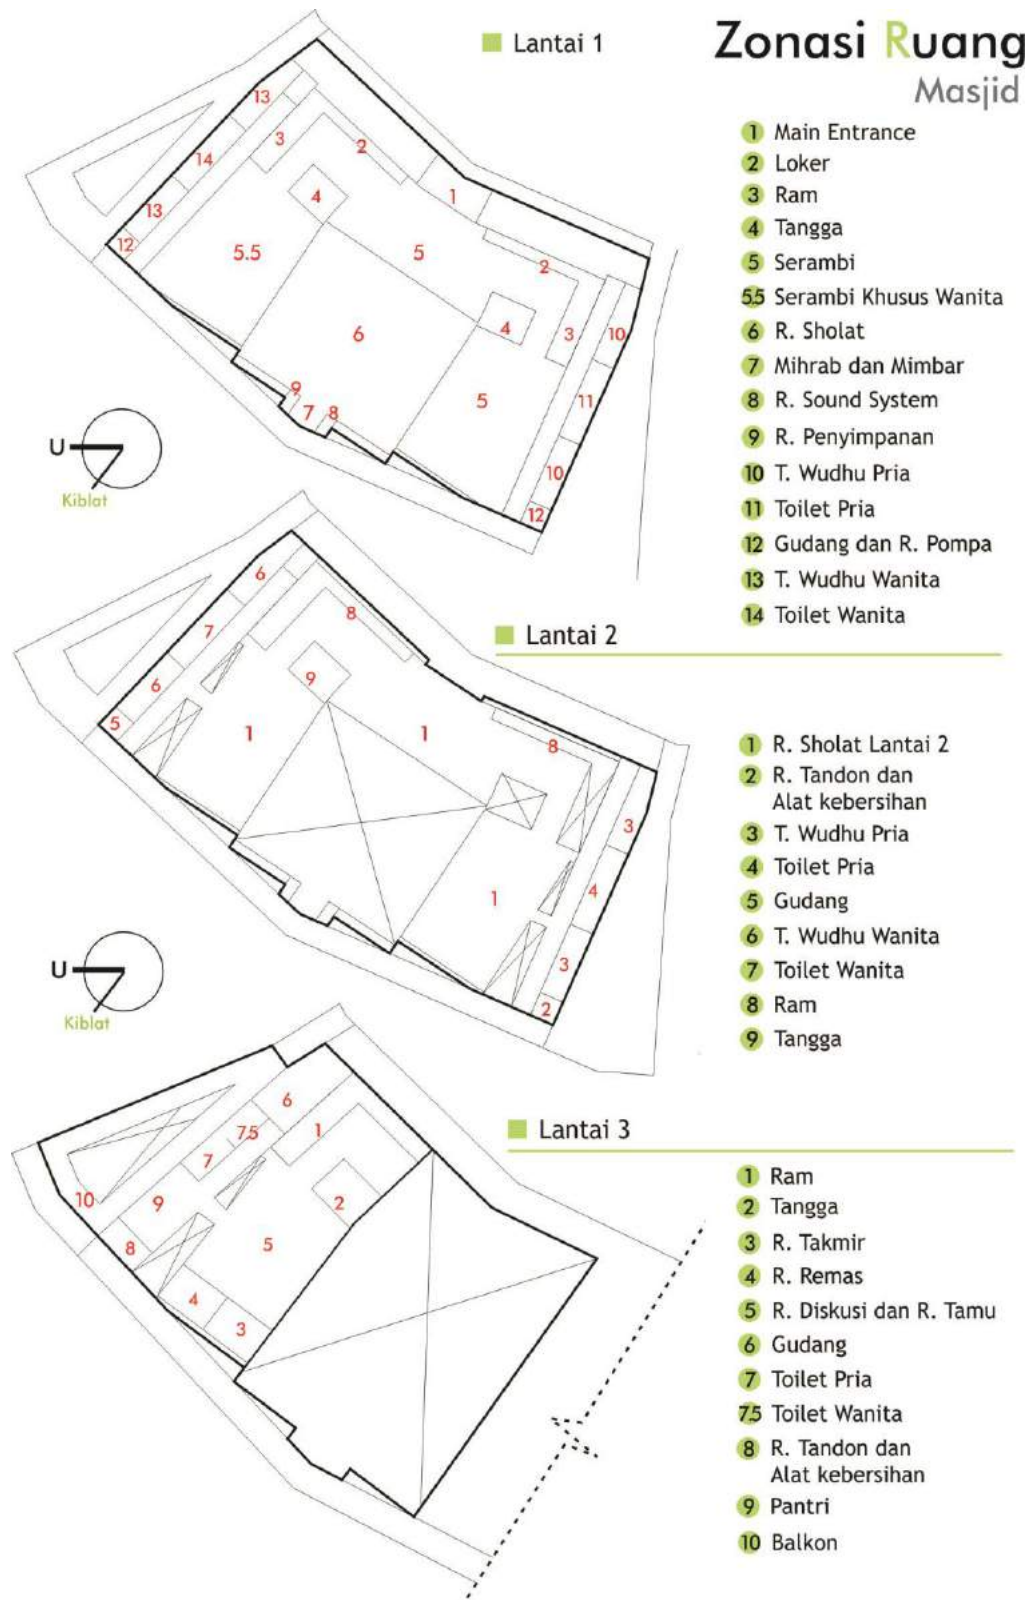 Zonasi Ruang
Masjid
Lantai 1
1 Main Entrance
2 Loker
3 Ram
4 Tangga
5 Serambi
5.5 Serambi Khusus Wanita
6 R. Sholat
7 Mihrab dan Mimbar
8 R. Sound System
9 R. Penyimpanan
10 T. Wudhu Pria
11 Toilet Pria
12 Gudang dan R. Pompa
13 T. Wudhu Wanita
14 Toilet Wanita
13
3
2
14
4
1
13
12
5.5
5
2
6
4
3
10
9
7
8
5
11
10
12
U
Kiblat
Lantai 2
1 R. Sholat Lantai 2
2 R. Tandon dan
Alat kebersihan
3 T. Wudhu Pria
4 Toilet Pria
5 Gudang
6 T. Wudhu Wanita
7 Toilet Wanita
8 Ram
9 Tangga
6
8
7
9
6
5
1
1
8
3
1
4
3
2
U
Kiblat
Lantai 3
1 Ram
2 Tangga
3 R. Takmir
4 R. Remas
5 R. Diskusi dan R. Tamu
6 Gudang
7 Toilet Pria
7.5 Toilet Wanita
8 R. Tandon dan
Alat kebersihan
9 Pantri
10 Balkon
6
7.5
1
7
10
9
2
8
5
4
3